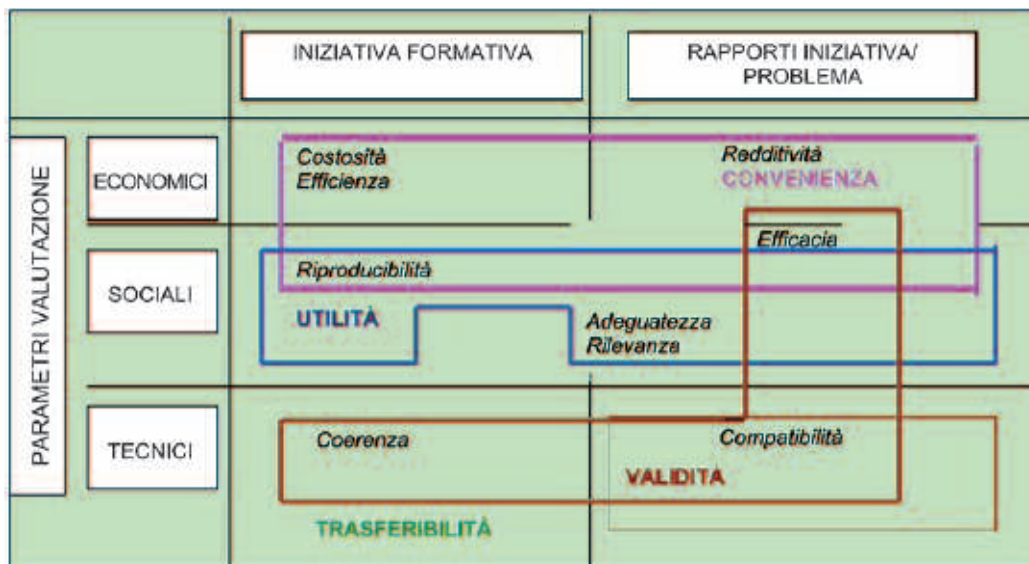 INIZIATIVA FORMATIVA
RAPPORTI INIZIATIVA/
PROBLEMA
PARAMETRI VALUTAZIONE
ECONOMICI
Costosità
Efficienza
Redditività
CONVENIENZA
SOCIALI
Efficacia
Riproducibilità
UTILITÀ
Adeguatezza
Rilevanza
TECNICI
Coerenza
Compatibilità
VALIDITA
TRASFERIBILITÀ